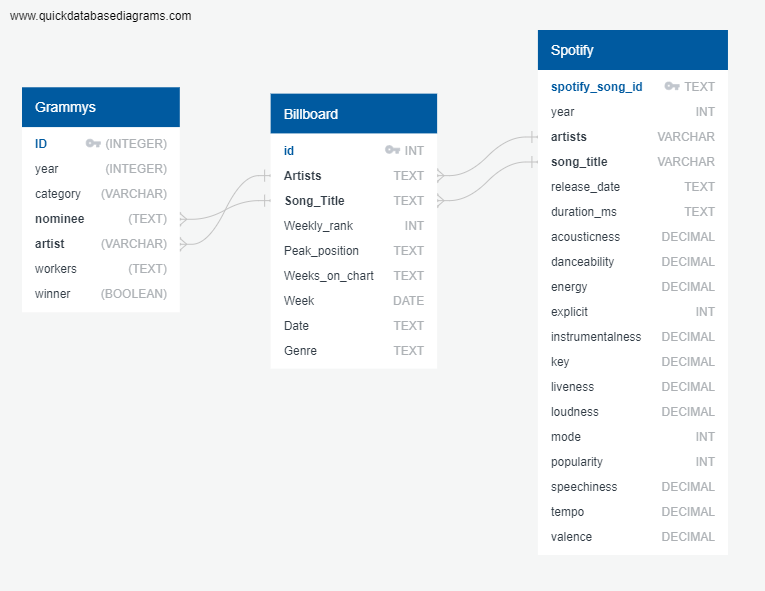 www.quickdatabasediagrams.com
Grammys
ID (INTEGER)
year (INTEGER)
category (VARCHAR)
nominee (TEXT)
artist (VARCHAR)
workers (TEXT)
winner (BOOLEAN)
Billboard
id INT
Artists TEXT
Song_Title TEXT
Weekly_rank INT
Peak_position TEXT
Weeks_on_chart TEXT
Week DATE
Date TEXT
Genre TEXT
Spotify
spotify_song_id TEXT
year INT
artists VARCHAR
song_title VARCHAR
release_date TEXT
duration_ms TEXT
acousticness DECIMAL
danceability DECIMAL
energy DECIMAL
explicit INT
instrumentalness DECIMAL
key DECIMAL
liveness DECIMAL
loudness DECIMAL
mode INT
popularity INT
speechiness DECIMAL
tempo DECIMAL
valence DECIMAL